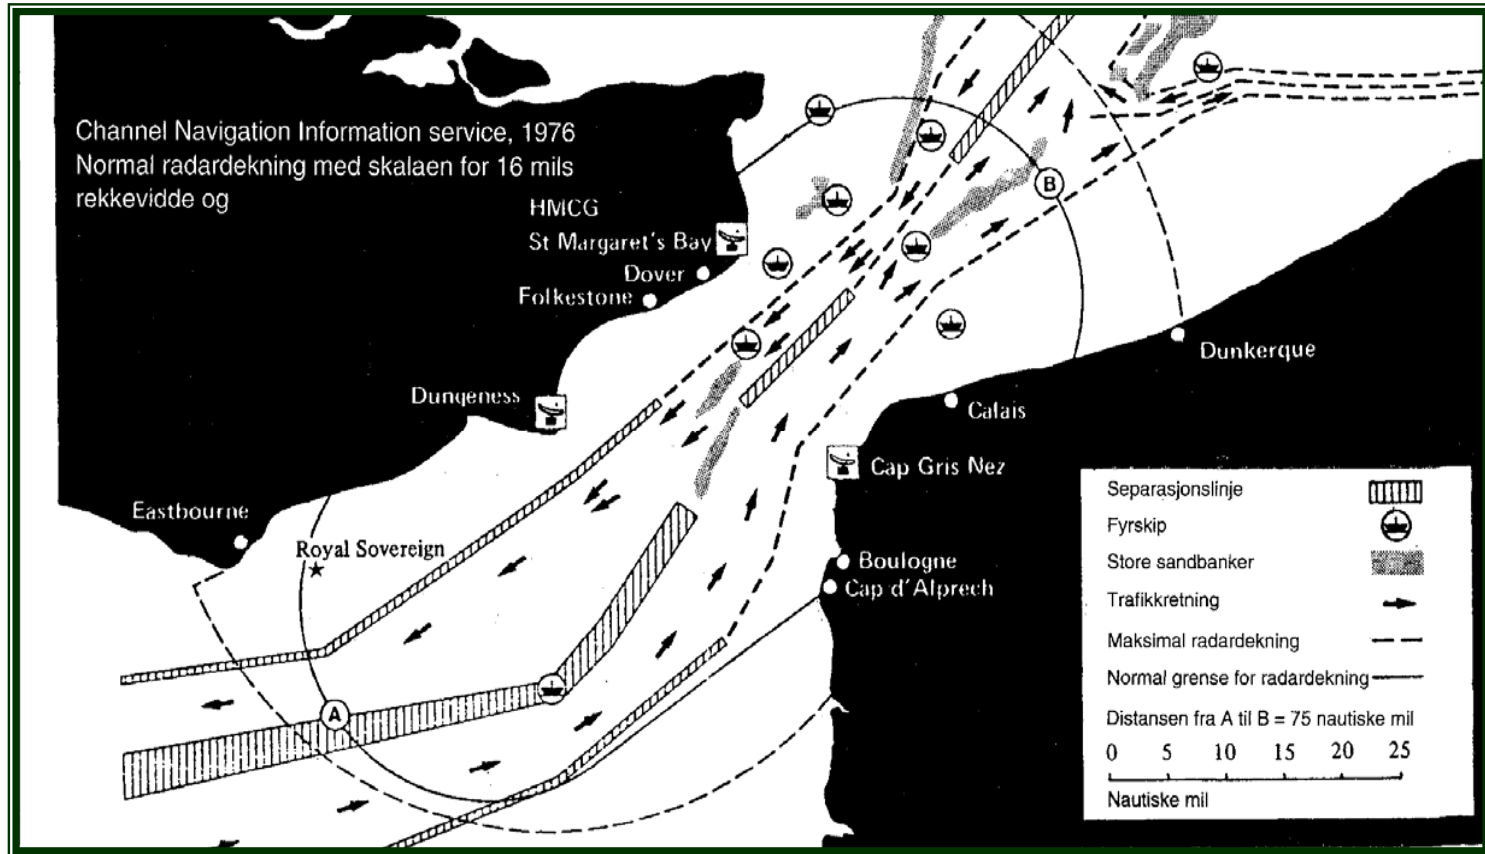 Channel Navigation Information service, 1976
Normal radardekning med skalaen for 16 mils
rekkevidde og
HMCG
St Margaret's Bay
Dover
Folkestone
B
Dunkerque
Dungeness
Calais
Cap Gris Nez
Eastbourne
Royal Sovereign
Boulogne
Cap d'Alprech
A
Separasjonslinje
Fyrskip
Store sandbanker
Trafikkretning
Maksimal radardekning
Normal grense for radardekning
Distansen fra A til B = 75 nautiske mil
0 5 10 15 20 25
Nautiske mil